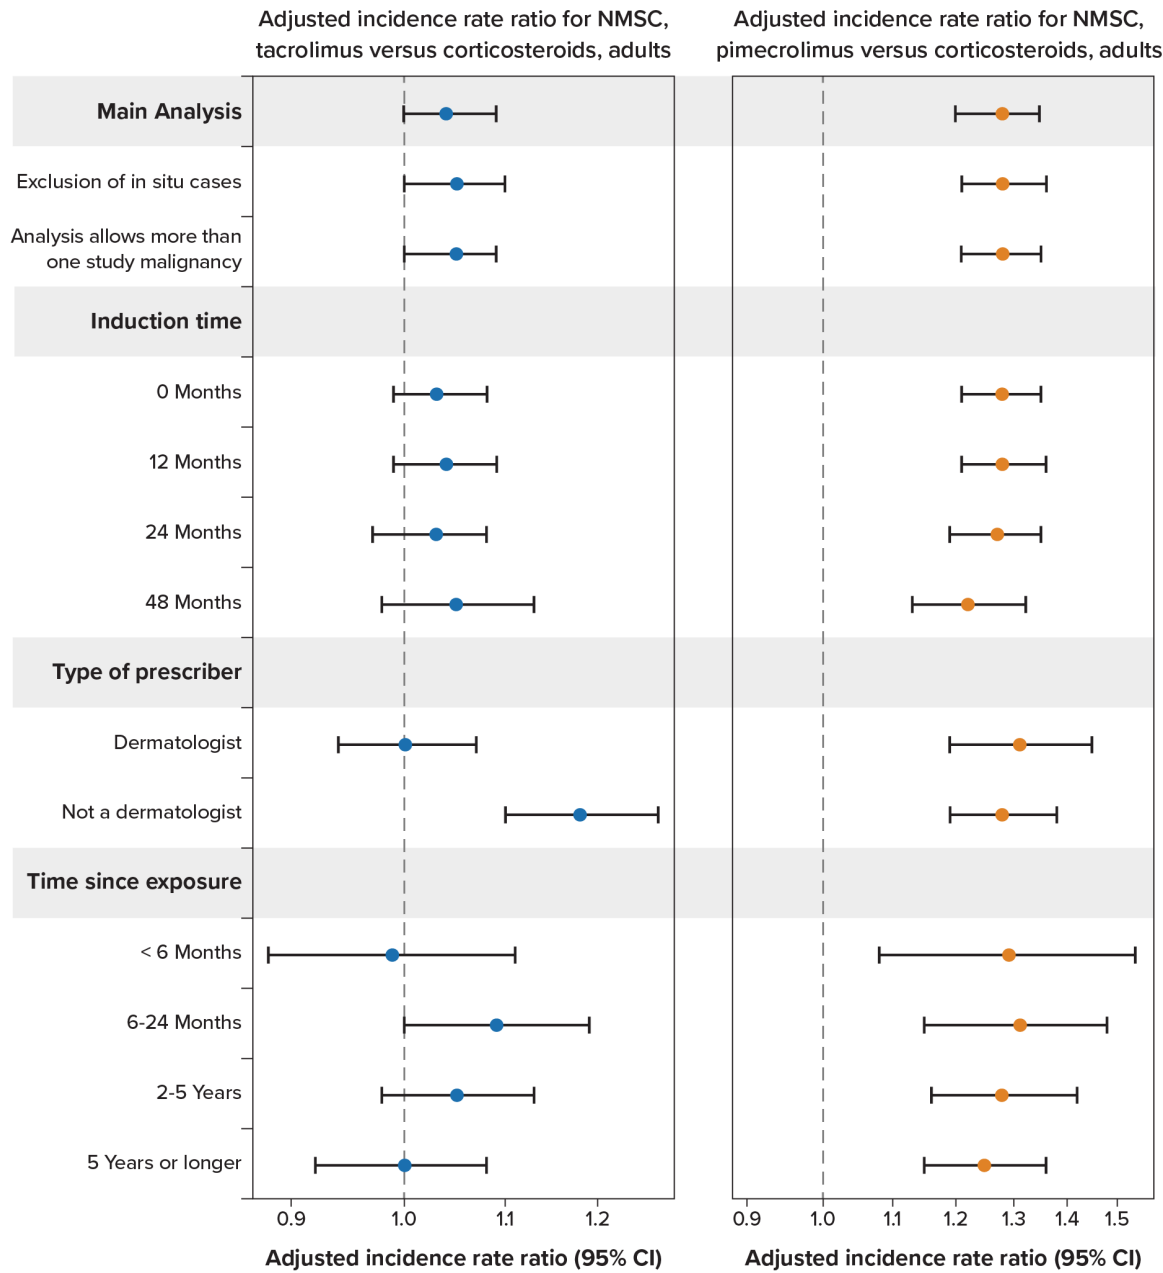 Adjusted incidence rate ratio for NMSC,
tacrolimus versus corticosteroids, adults
Adjusted incidence rate ratio for NMSC,
pimecrolimus versus corticosteroids, adults
Main Analysis
Exclusion of in situ cases
Analysis allows more than
one study malignancy
Induction time
0 Months
12 Months
24 Months
48 Months
Type of prescriber
Dermatologist
Not a dermatologist
Time since exposure
< 6 Months
6-24 Months
2-5 Years
5 Years or longer
0.9 1.0 1.1 1.2
0.9 1.0 1.1 1.2 1.3 1.4 1.5
Adjusted incidence rate ratio (95% CI)
Adjusted incidence rate ratio (95% CI)